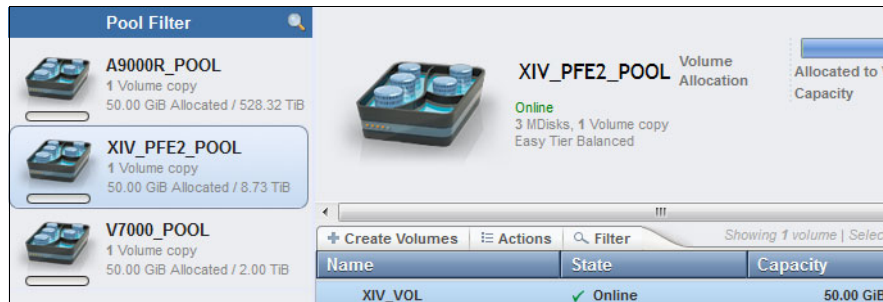 Pool Filter
A9000R_POOL
1 Volume copy
50.00 GiB Allocated / 528.32 TiB
XIV_PFE2_POOL
1 Volume copy
50.00 GiB Allocated / 8.73 TiB
V7000_POOL
1 Volume copy
50.00 GiB Allocated / 2.00 TiB
XIV_PFE2_POOL
Online
3 MDisks, 1 Volume copy
Easy Tier Balanced
Volume
Allocation
Allocated to V
Capacity
Create Volumes Actions Filter Showing 1 volume | Selec
Name State Capacity
XIV_VOL Online 50.00 GiB